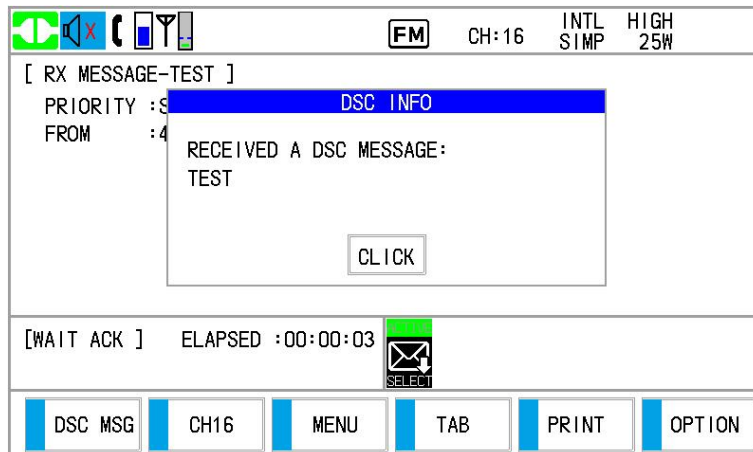 FM CH:16 INTL HIGH
SIMP 25W
[ RX MESSAGE-TEST ]
PRIORITY :S
FROM :4
DSC INFO
RECEIVED A DSC MESSAGE:
TEST
CLICK
[WAIT ACK ] ELAPSED :00:00:03
SELECT
DSC MSG CH16 MENU TAB PRINT OPTION